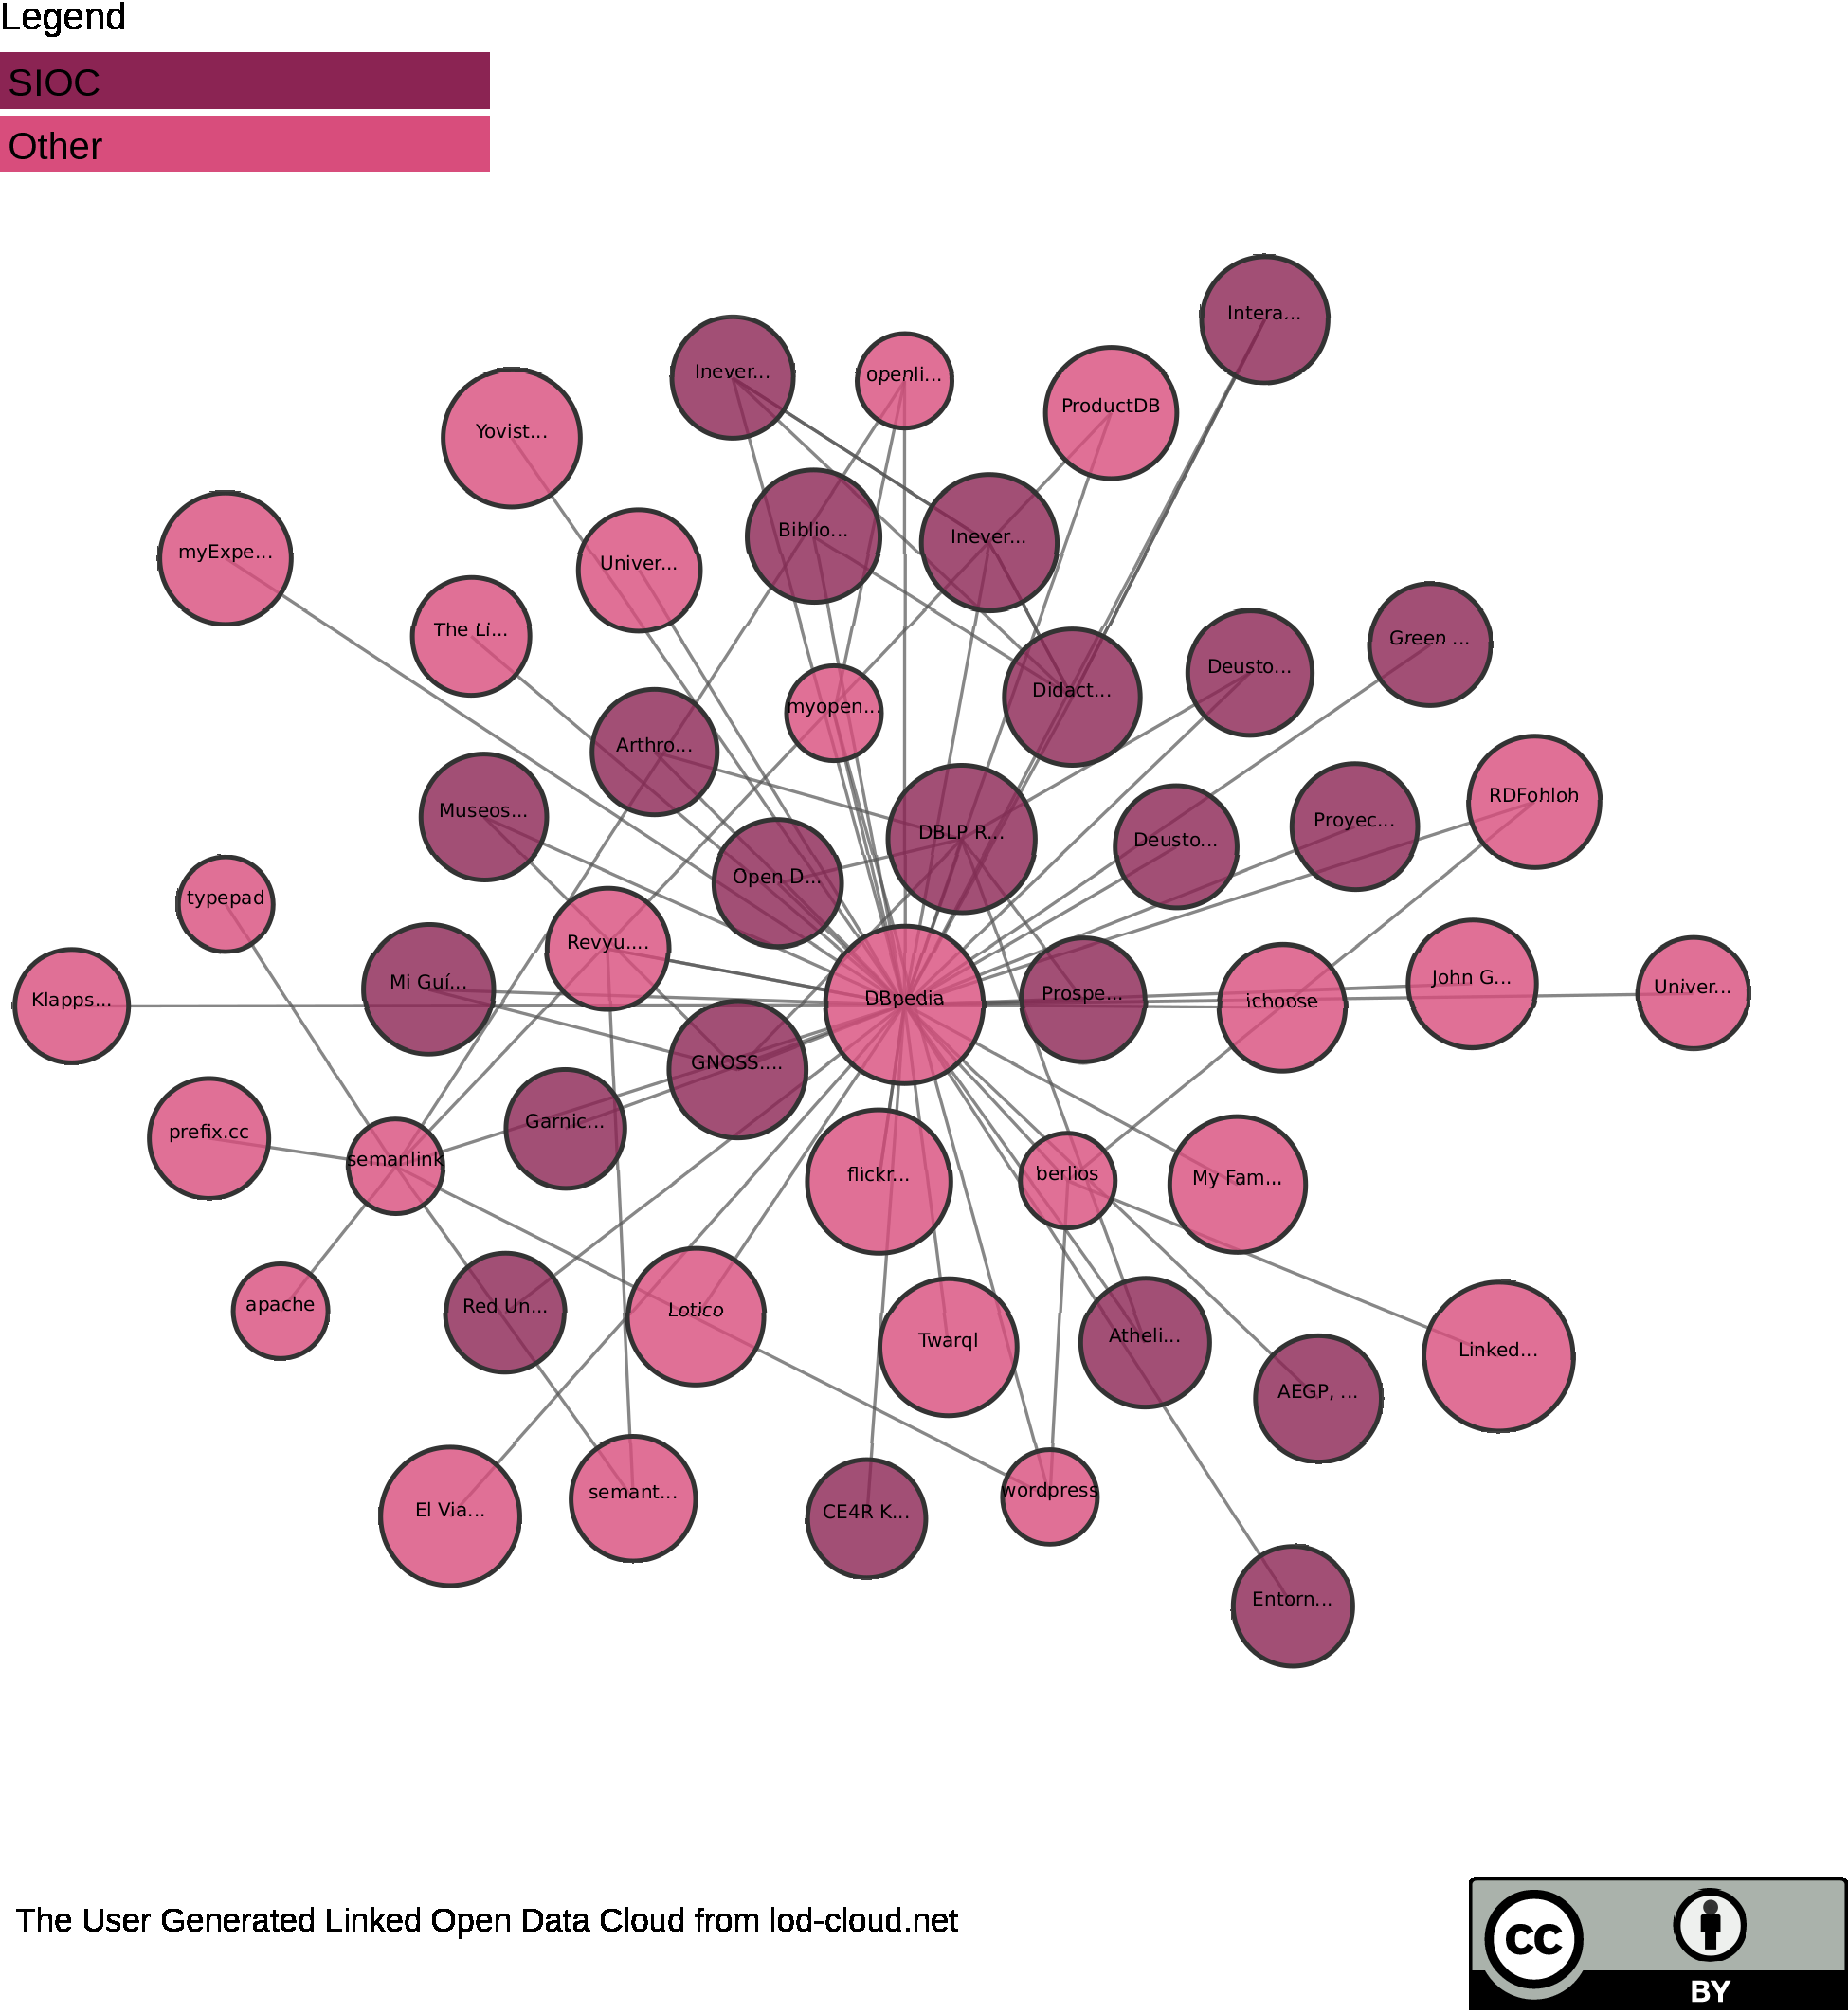 Legend
SIOC
Other
Intera...
Inever...
openli...
ProductDB
Yovist...
Biblio...
Inever...
myExpe...
Univer...
The Li...
Green ...
Deusto...
Didact...
myopen...
Arthro...
RDFohloh
Museos...
Proyec...
DBLP R...
Deusto...
Open D...
typepad
Revyu....
Mi Guí...
John G...
Univer...
Prospe...
DBpedia
Klapps...
ichoose
GNOSS....
Garnic...
prefix.cc
semanlink
flickr...
berlios
My Fam...
apache
Red Un...
Lotico
Twarql
Atheli...
Linked...
AEGP, ...
El Via...
semant...
CE4R K...
wordpress
Entorn...
The User Generated Linked Open Data Cloud from lod-cloud.net
CC
BY